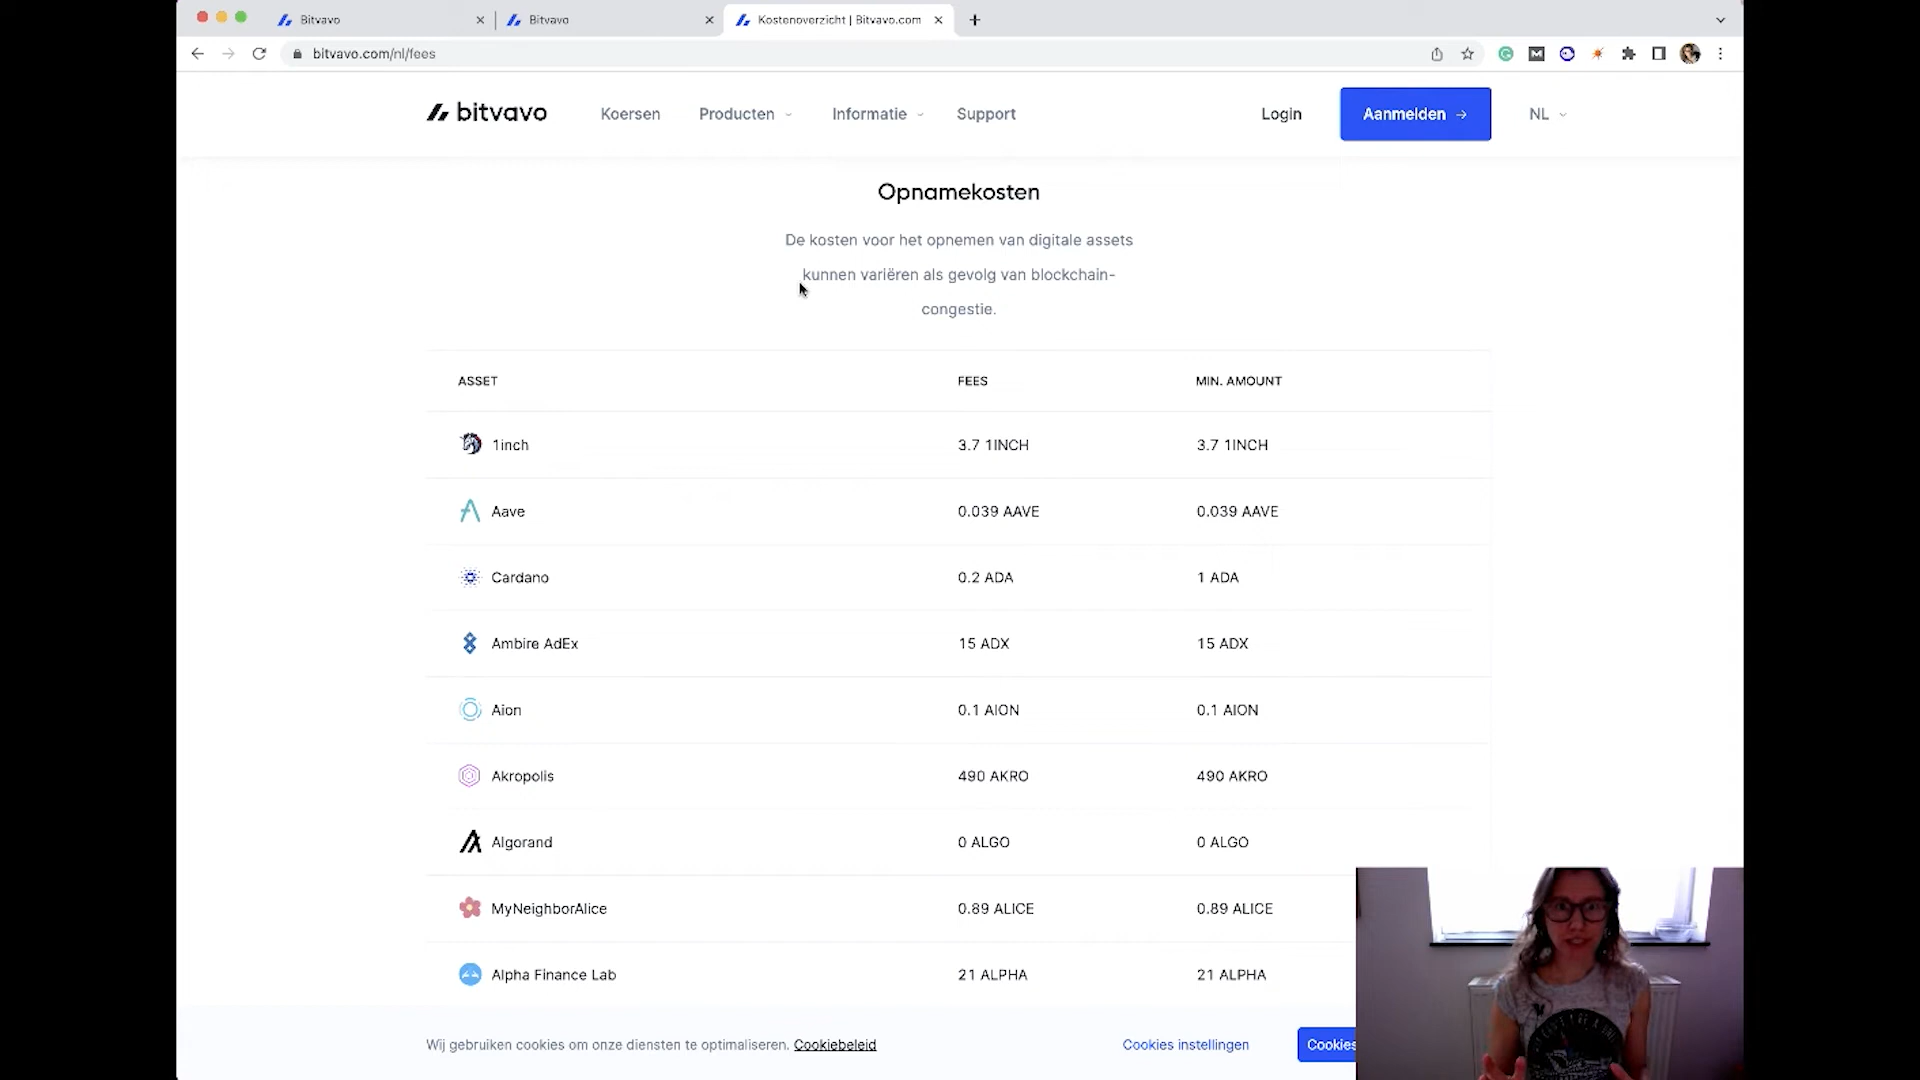 Bitvavo
Bitvavo
Kostenoverzicht | Bitvavo.com
bitvavo.com/nl/fees
bitvavo
Koersen
Producten
Informatie
Support
Login
Aanmelden →
NL
Opnamekosten
De kosten voor het opnemen van digitale assets
kunnen variëren als gevolg van blockchain-
congestie.
ASSET FEES MIN. AMOUNT
1inch 3.7 1INCH 3.7 1INCH
Aave 0.039 AAVE 0.039 AAVE
Cardano 0.2 ADA 1 ADA
Ambire AdEx 15 ADX 15 ADX
Aion 0.1 AION 0.1 AION
Akropolis 490 AKRO 490 AKRO
Algorand 0 ALGO 0 ALGO
MyNeighborAlice 0.89 ALICE 0.89 ALICE
Alpha Finance Lab 21 ALPHA 21 ALPHA
Wij gebruiken cookies om onze diensten te optimaliseren. Cookiebeleid
Cookies instellingen
Cookies